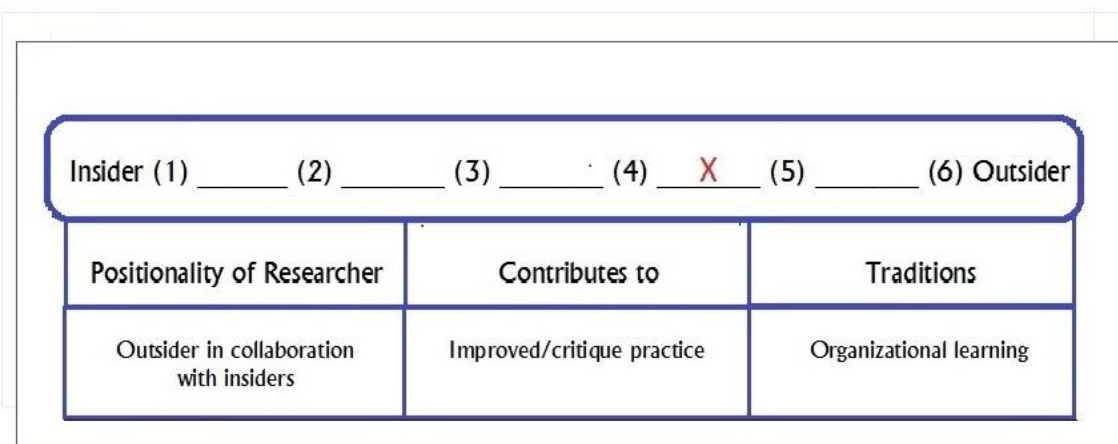 Insider (1) ______ (2) _______ (3) _______ (4) ___X___ (5) _______ (6) Outsider
Positionality of Researcher Contributes to Traditions
Outsider in collaboration
with insiders
Improved/critique practice
Organizational learning